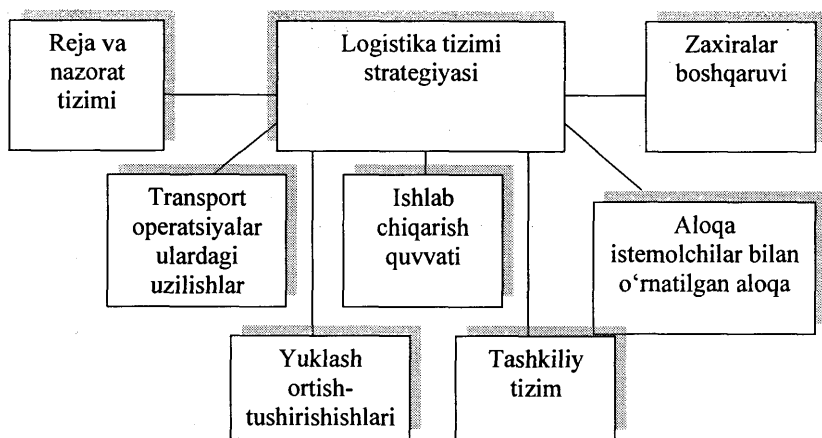 Reja va
nazorat
tizimi
Logistika tizimi
strategiyasi
Zaxiralar
boshqaruvi
Transport
operatsiyalar
ulardagi
uzilishlar
Ishlab
chiqarish
quvvati
Aloqa
istemolchilar bilan
o‘rnatilgan aloqa
Yuklash
ortish-
tushirishishlari
Tashkiliy
tizim